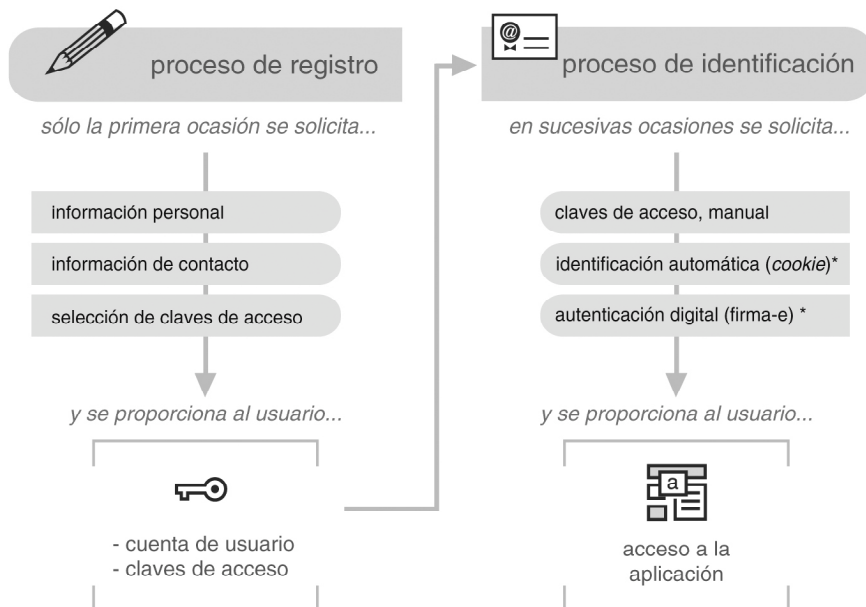 proceso de registro
sólo la primera ocasión se solicita...
información personal
información de contacto
selección de claves de acceso
y se proporciona al usuario...
- cuenta de usuario
- claves de acceso
@
proceso de identificación
en sucesivas ocasiones se solicita...
claves de acceso, manual
identificación automática (cookie)*
autenticación digital (firma-e) *
y se proporciona al usuario...
a
acceso a la
aplicación